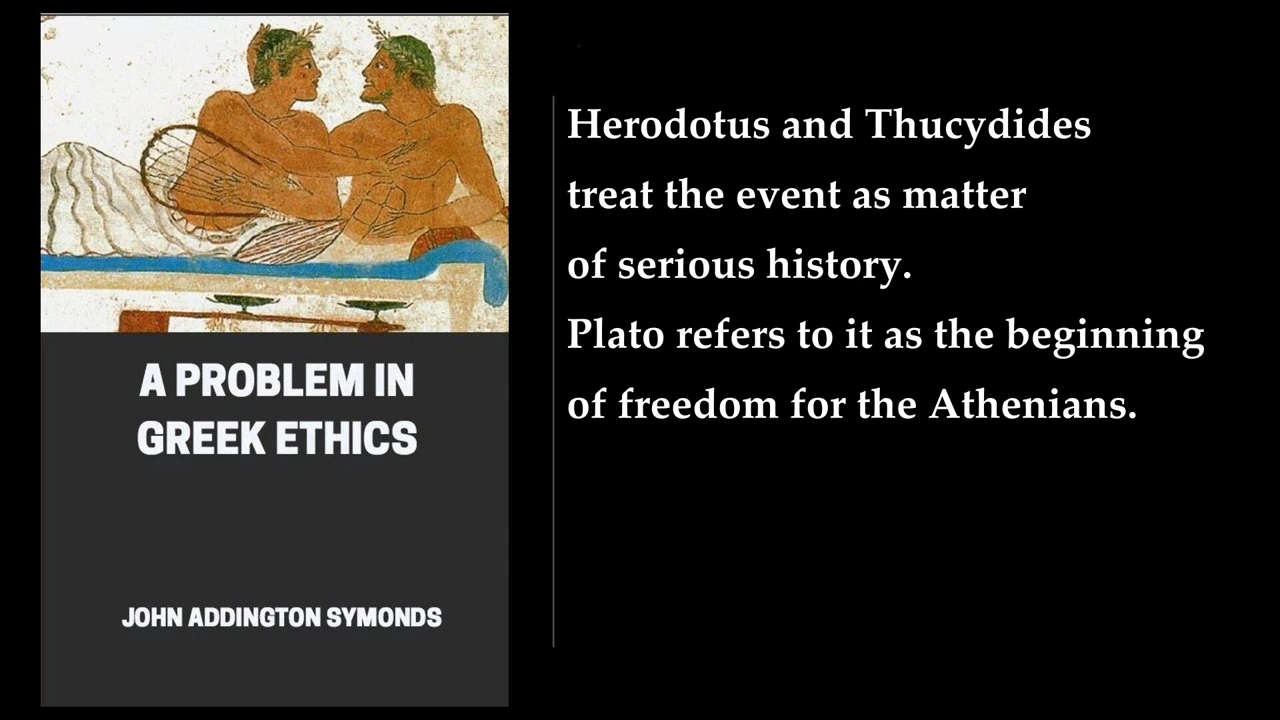 A PROBLEM IN
GREEK ETHICS
JOHN ADDINGTON SYMONDS
Herodotus and Thucydides
treat the event as matter
of serious history.
Plato refers to it as the beginning
of freedom for the Athenians.